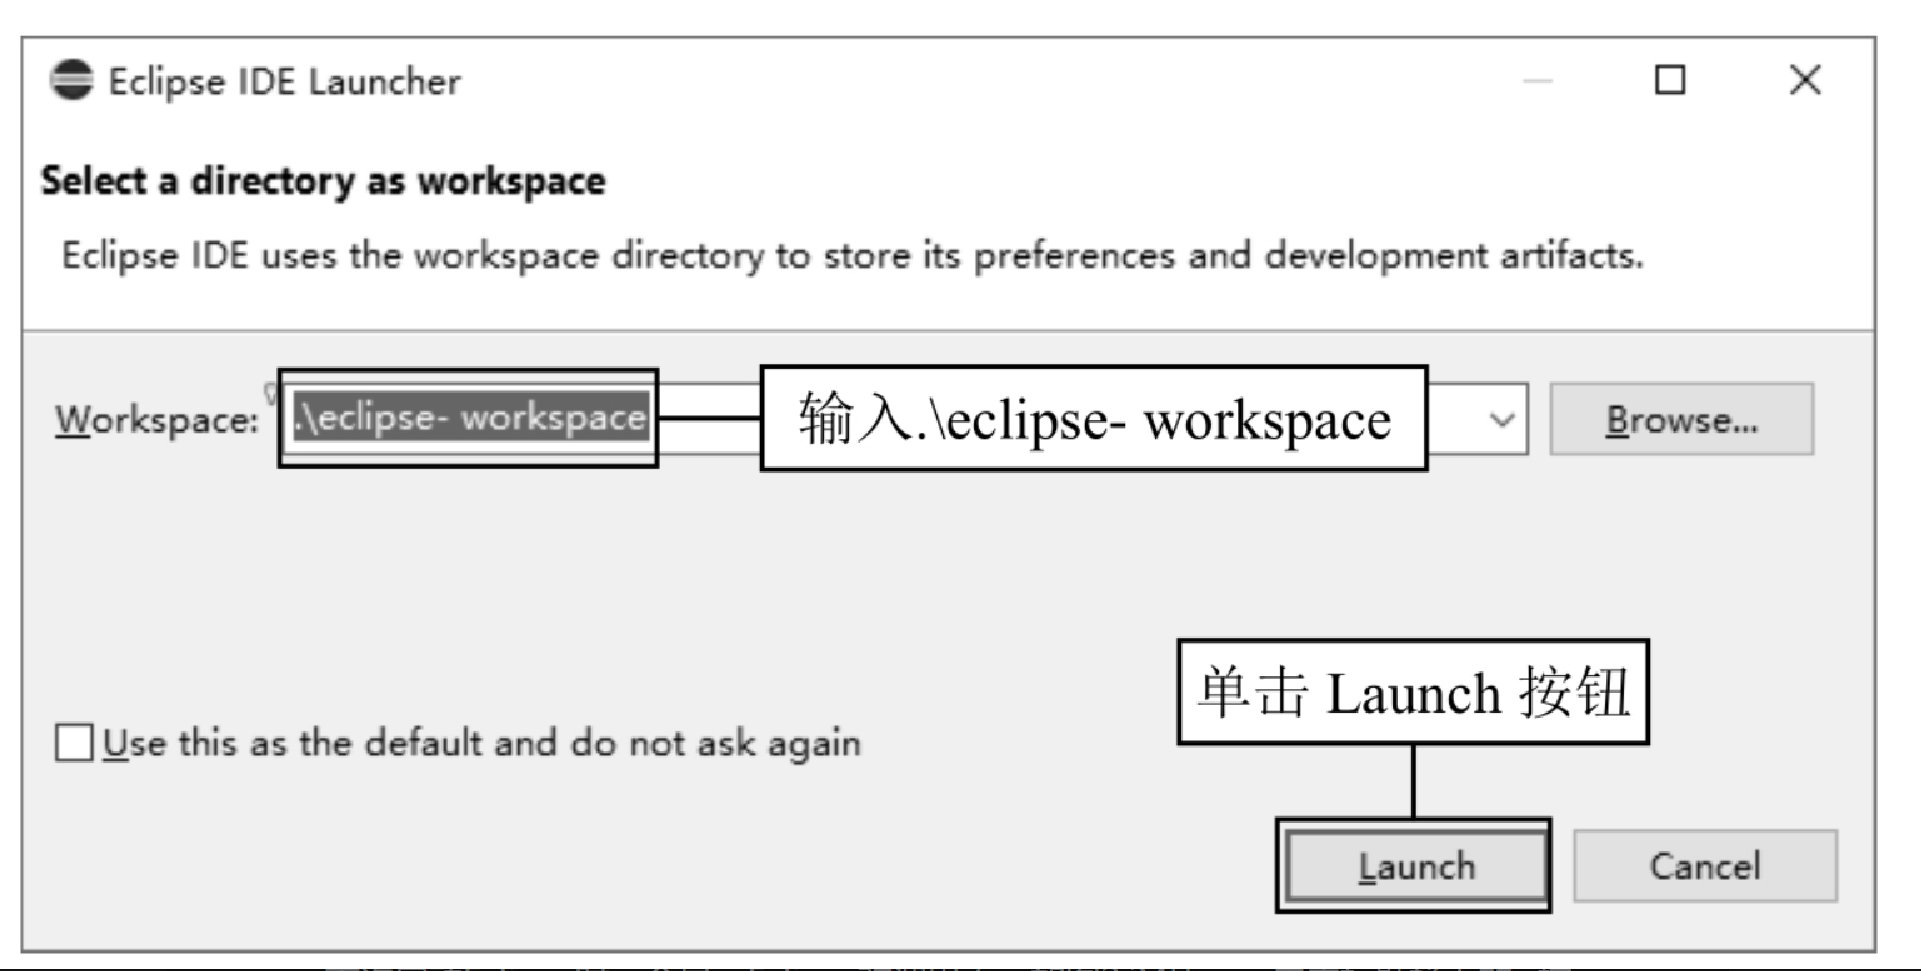 Eclipse IDE Launcher
Select a directory as workspace
Eclipse IDE uses the workspace directory to store its preferences and development artifacts.
Workspace: .\eclipse- workspace 输入.\eclipse- workspace Browse...
单击 Launch 按钮
Use this as the default and do not ask again
Launch Cancel